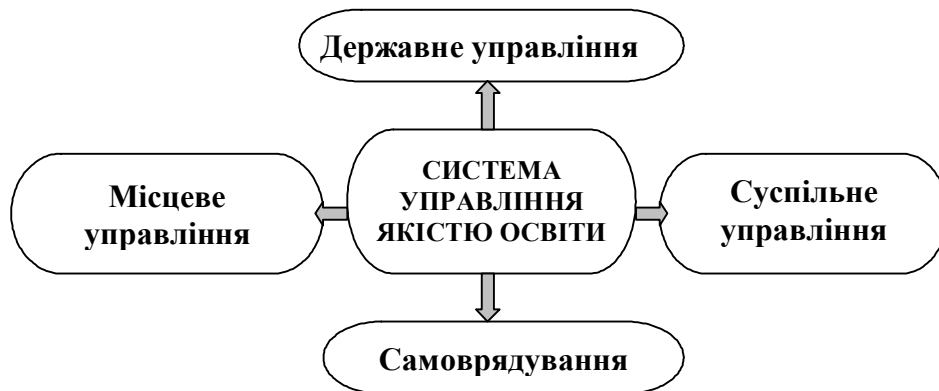 Державне управління
Місцеве
управління
СИСТЕМА
УПРАВЛІННЯ
ЯКІСТЮ ОСВІТИ
Суспільне
управління
Самоврядування